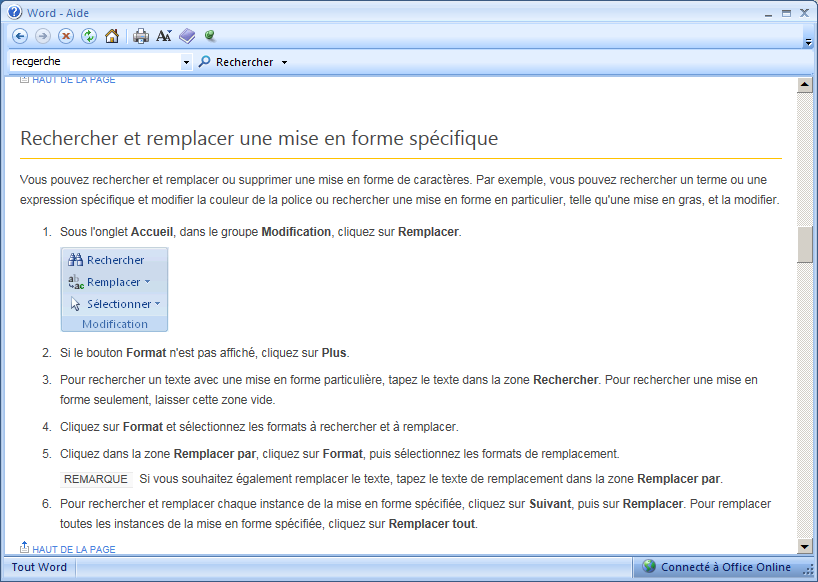 Word - Aide
recgerche
Rechercher
HAUT DE LA PAGE
Rechercher et remplacer une mise en forme spécifique
Vous pouvez rechercher et remplacer ou supprimer une mise en forme de caractères. Par exemple, vous pouvez rechercher un terme ou une
expression spécifique et modifier la couleur de la police ou rechercher une mise en forme en particulier, telle qu'une mise en gras, et la modifier.
1. Sous l'onglet Accueil, dans le groupe Modification, cliquez sur Remplacer.
Rechercher
Remplacer
Sélectionner
Modification
2. Si le bouton Format n'est pas affiché, cliquez sur Plus.
3. Pour rechercher un texte avec une mise en forme particulière, tapez le texte dans la zone Rechercher. Pour rechercher une mise en
forme seulement, laisser cette zone vide.
4. Cliquez sur Format et sélectionnez les formats à rechercher et à remplacer.
5. Cliquez dans la zone Remplacer par, cliquez sur Format, puis sélectionnez les formats de remplacement.
REMARQUE Si vous souhaitez également remplacer le texte, tapez le texte de remplacement dans la zone Remplacer par.
6. Pour rechercher et remplacer chaque instance de la mise en forme spécifiée, cliquez sur Suivant, puis sur Remplacer. Pour remplacer
toutes les instances de la mise en forme spécifiée, cliquez sur Remplacer tout.
HAUT DE LA PAGE
Tout Word
Connecté à Office Online